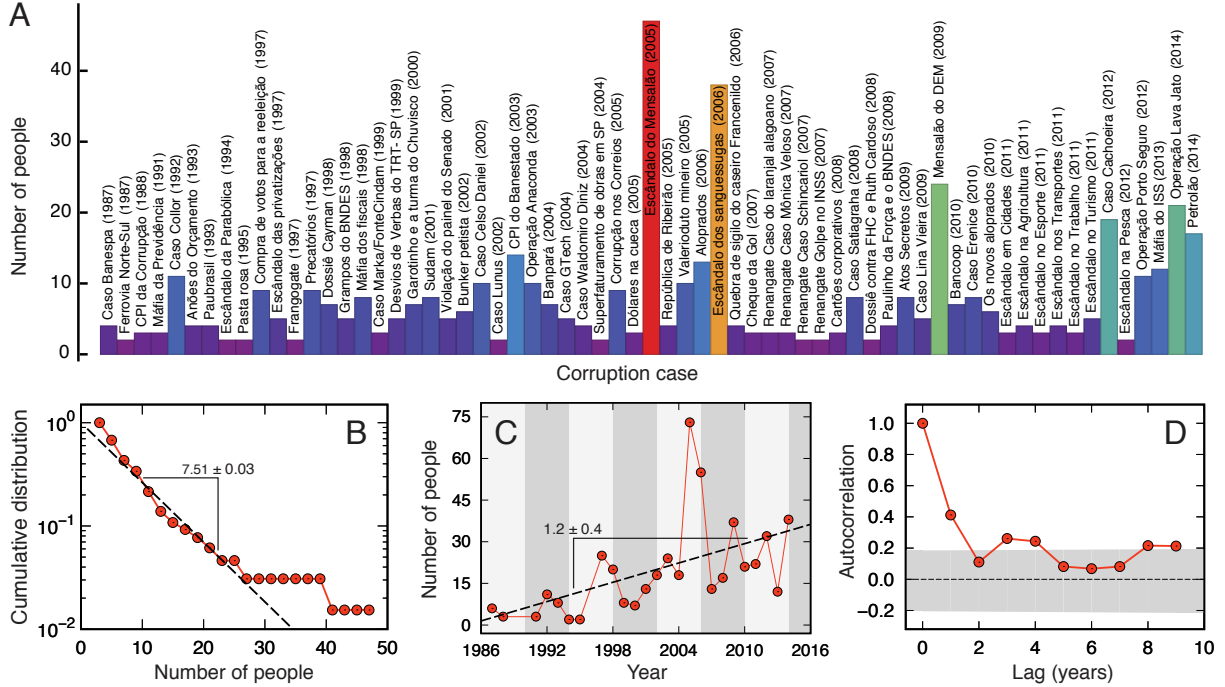 A
Number of people
40
30
20
10
0
Caso Banespa (1987)
Ferrovia Norte-Sul (1987)
CPI da Corrupção (1988)
Máfia da Previdência (1991)
Caso Collor (1992)
Anões do Orçamento (1993)
Paubrasil (1993)
Escândalo da Parabólica (1994)
Pasta rosa (1995)
Compra de votos para a reeleição (1997)
Escândalo das privatizações (1997)
Frangogate (1997)
Precatórios (1997)
Dossiê Cayman (1998)
Grampos do BNDES (1998)
Máfia dos fiscais (1998)
Caso Marka/FonteCindam (1999)
Desvios de Verbas do TRT- SP (1999)
Garotinho e a turma do Chuvisco (2000)
Sudam (2001)
Violação do painel do Senado (2001)
Bunker petista (2002)
Caso Celso Daniel (2002)
Caso Lunus (2002)
CPI do Banestado (2003)
Operação Anaconda (2003)
Banpará (2004)
Caso GTech (2004)
Caso Waldomiro Diniz (2004)
Superfaturamento de obras em SP (2004)
Corrupção nos Correios (2005)
Dólares na cueca (2005)
Escândalo do Mensalão (2005)
República de Ribeirão (2005)
Valerioduto mineiro (2005)
Aloprados (2006)
Escândalo dos sanguessugas (2006)
Quebra de sigilo do caseiro Francenildo (2006)
Cheque da Gol (2007)
Renangate Caso do laranjal alagoano (2007)
Renangate Caso Mônica Veloso (2007)
Renangate Caso Schincariol (2007)
Renangate Golpe no INSS (2007)
Cartões corporativos (2008)
Caso Satiagraha (2008)
Dossiê contra FHC e Ruth Cardoso (2008)
Paulinho da Força e o BNDES (2008)
Atos Secretos (2009)
Caso Lina Vieira (2009)
Mensalão do DEM (2009)
Bancoop (2010)
Caso Erenice (2010)
Os novos aloprados (2010)
Escândalo em Cidades (2011)
Escândalo na Agricultura (2011)
Escândalo no Esporte (2011)
Escândalo nos Transportes (2011)
Escândalo no Trabalho (2011)
Escândalo no Turismo (2011)
Caso Cachoeira (2012)
Escândalo na Pesca (2012)
Operação Porto Seguro (2012)
Máfia do ISS (2013)
Operação Lava Jato (2014)
Petrolão (2014)
Corruption case
B
Cumulative distribution
10^0
10^-1
10^-2
7.51 ± 0.03
0 10 20 30 40 50
Number of people
C
Number of people
75
60
45
30
15
0
1.2 ± 0.4
1986 1992 1998 2004 2010 2016
Year
D
Autocorrelation
1.0
0.8
0.6
0.4
0.2
0.0
−0.2
0 2 4 6 8 10
Lag (years)